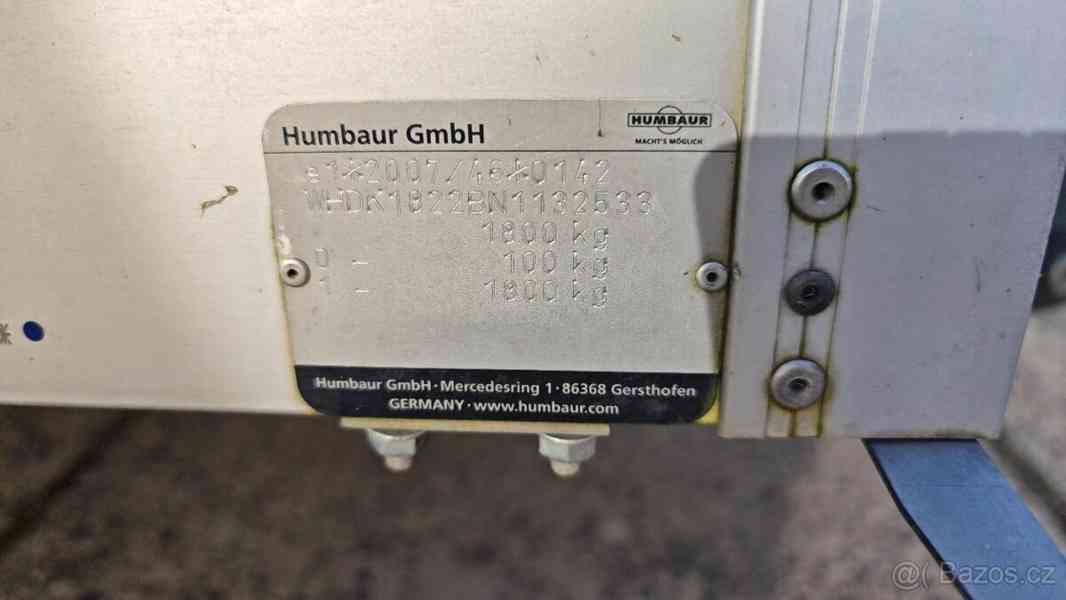 Humbaur GmbH
HUMBAUR
MACHT'S MÖGLICH
e1*2007/46*0142
WHDK1822BN1132533
1800 kg
0 - 100 kg
1 - 1800 kg
Humbaur GmbH · Mercedesring 1 · 86368 Gersthofen
GERMANY · www.humbaur.com
@( Bazos.cz